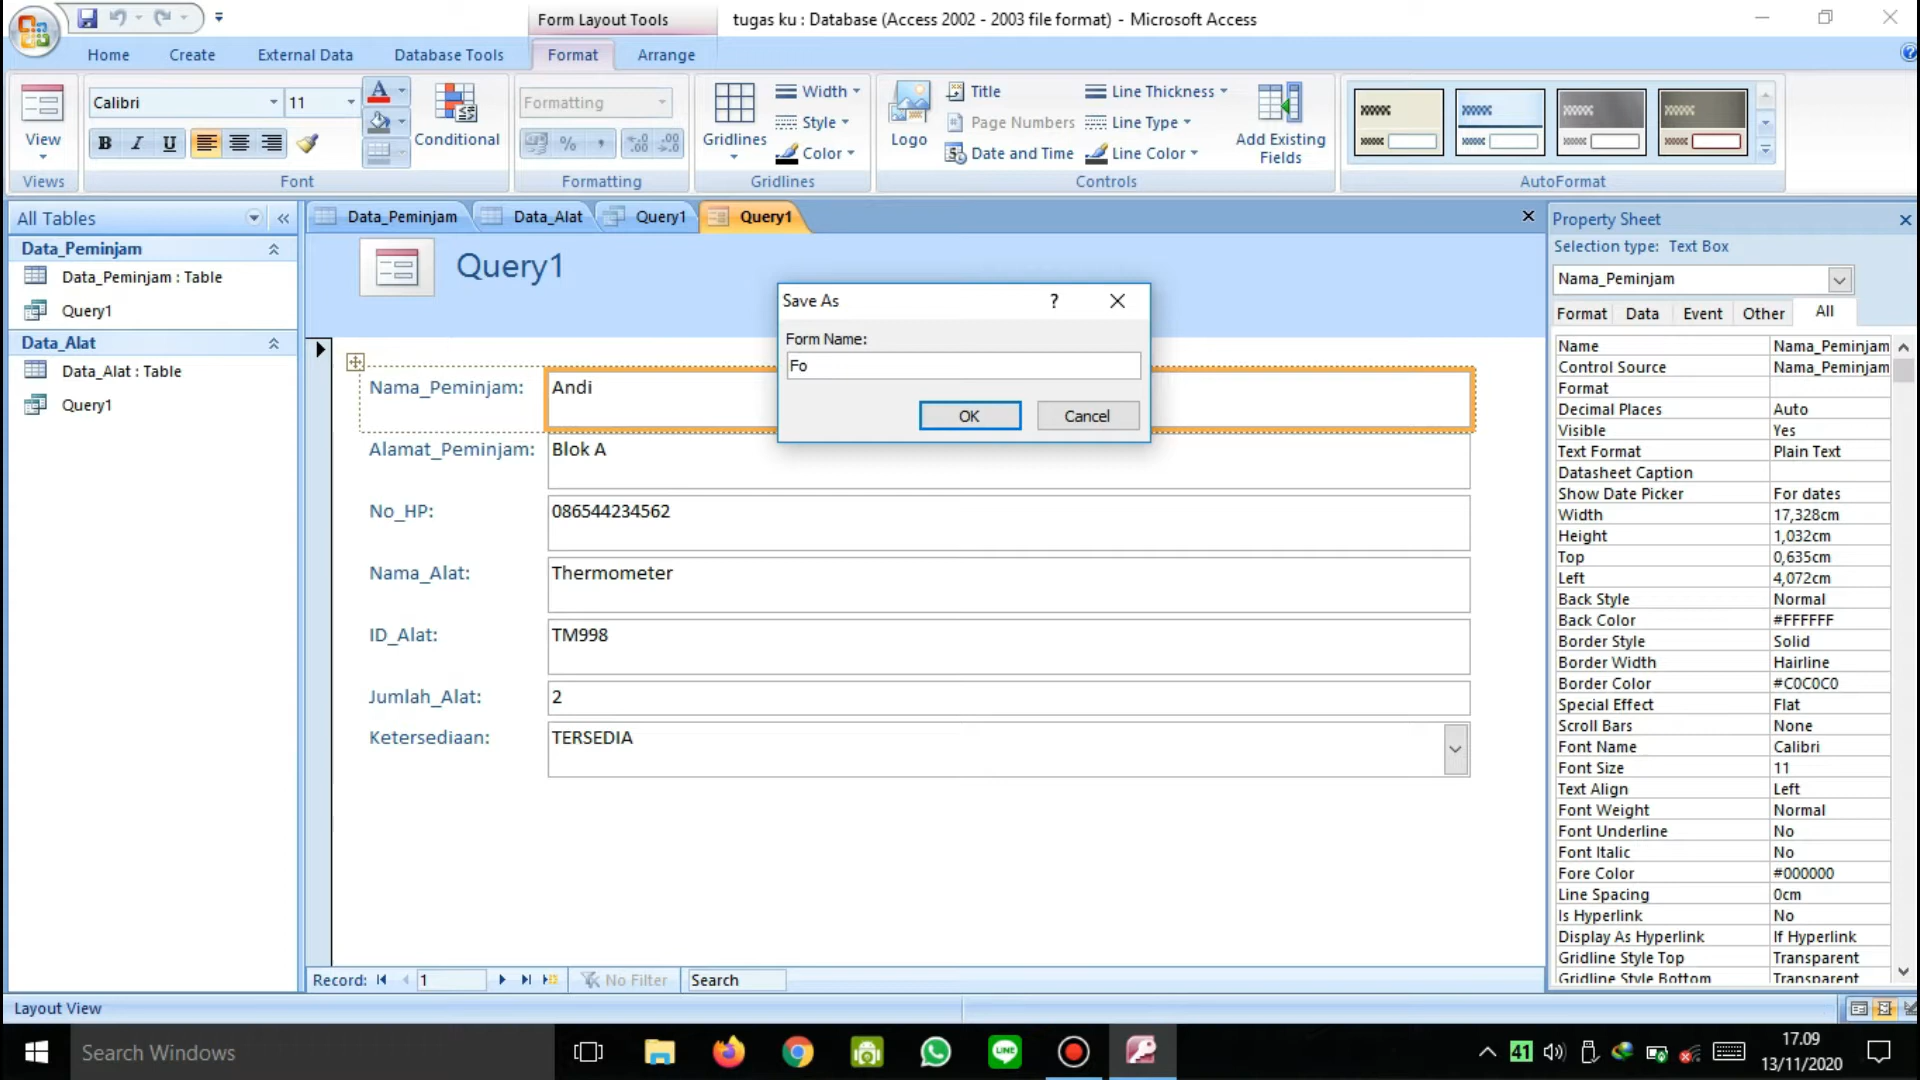 Form Layout Tools
tugas ku : Database (Access 2002 - 2003 file format) - Microsoft Access
Home Create External Data Database Tools Format Arrange
View
Views
Calibri 11
B I U
Conditional
Font
Formatting
% ,
Formatting
Gridlines
Width
Style
Color
Gridlines
Logo
Title
Page Numbers
Date and Time
Line Thickness
Line Type
Line Color
Add Existing Fields
Controls
AutoFormat
All Tables
Data_Peminjam
Data_Peminjam : Table
Query1
Data_Alat
Data_Alat : Table
Query1
Data_Peminjam Data_Alat Query1 Query1
Query1
Nama_Peminjam: Andi
Alamat_Peminjam: Blok A
No_HP: 086544234562
Nama_Alat: Thermometer
ID_Alat: TM998
Jumlah_Alat: 2
Ketersediaan: TERSEDIA
Save As ?
Form Name:
Fo
OK Cancel
Property Sheet
Selection type: Text Box
Nama_Peminjam
Format Data Event Other All
Name Nama_Peminjam
Control Source Nama_Peminjam
Format
Decimal Places Auto
Visible Yes
Text Format Plain Text
Datasheet Caption
Show Date Picker For dates
Width 17,328cm
Height 1,032cm
Top 0,635cm
Left 4,072cm
Back Style Normal
Back Color #FFFFFF
Border Style Solid
Border Width Hairline
Border Color #C0C0C0
Special Effect Flat
Scroll Bars None
Font Name Calibri
Font Size 11
Text Align Left
Font Weight Normal
Font Underline No
Font Italic No
Fore Color #000000
Line Spacing 0cm
Is Hyperlink No
Display As Hyperlink If Hyperlink
Gridline Style Top Transparent
Gridline Style Bottom Transparent
Record: 1 No Filter Search
Layout View
Search Windows
LINE
41
17.09
13/11/2020